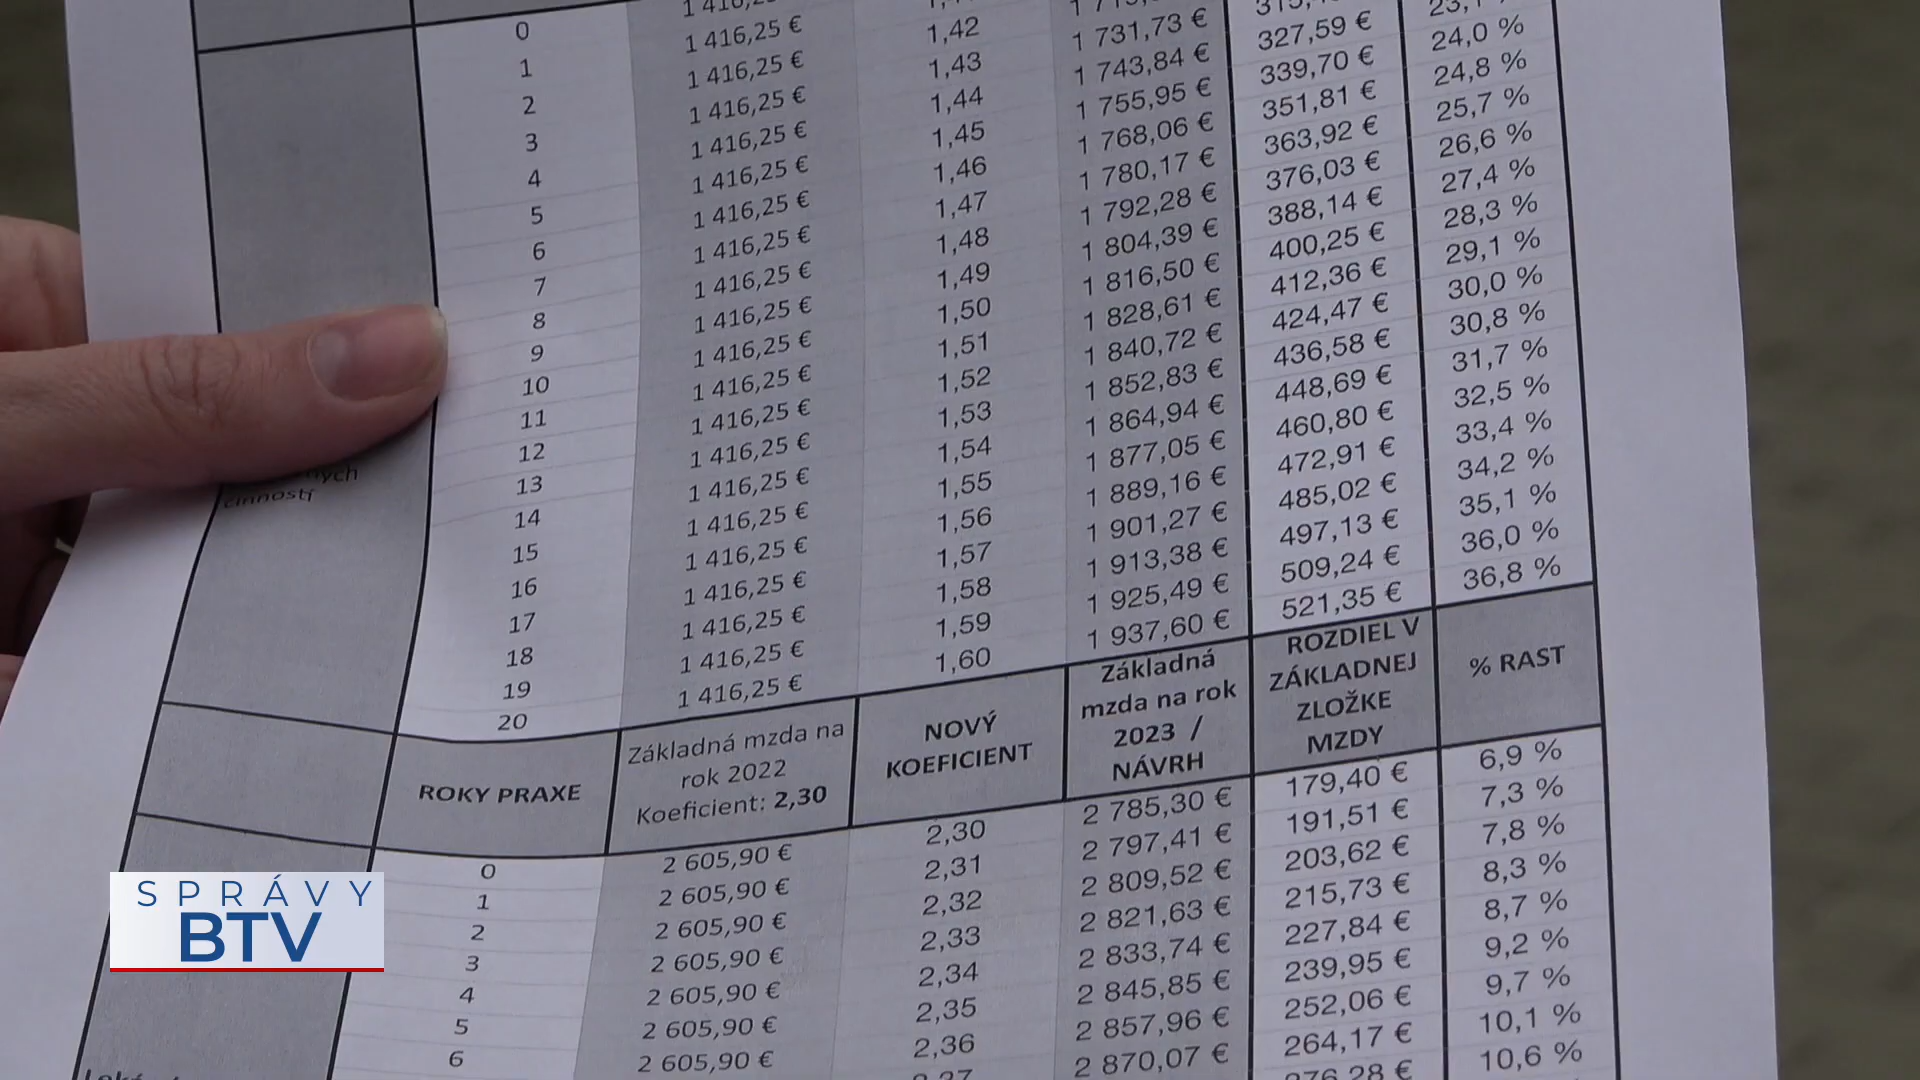 0
1 1 416,25 €
2 1 416,25 € 1,42
3 1 416,25 € 1,43 1 731,73 €
4 1 416,25 € 1,44 1 743,84 € 327,59 €
5 1 416,25 € 1,45 1 755,95 € 339,70 € 24,0 %
6 1 416,25 € 1,46 1 768,06 € 351,81 € 24,8 %
7 1 416,25 € 1,47 1 780,17 € 363,92 € 25,7 %
8 1 416,25 € 1,48 1 792,28 € 376,03 € 26,6 %
9 1 416,25 € 1,49 1 804,39 € 388,14 € 27,4 %
10 1 416,25 € 1,50 1 816,50 € 400,25 € 28,3 %
11 1 416,25 € 1,51 1 828,61 € 412,36 € 29,1 %
12 1 416,25 € 1,52 1 840,72 € 424,47 € 30,0 %
13 1 416,25 € 1,53 1 852,83 € 436,58 € 30,8 %
14 1 416,25 € 1,54 1 864,94 € 448,69 € 31,7 %
15 1 416,25 € 1,55 1 877,05 € 460,80 € 32,5 %
16 1 416,25 € 1,56 1 889,16 € 472,91 € 33,4 %
17 1 416,25 € 1,57 1 901,27 € 485,02 € 34,2 %
18 1 416,25 € 1,58 1 913,38 € 497,13 € 35,1 %
19 1 416,25 € 1,59 1 925,49 € 509,24 € 36,0 %
20 1 416,25 € 1,60 1 937,60 € 521,35 € 36,8 %
činností
ROKY PRAXE
Základná mzda na
rok 2022
Koeficient: 2,30
NOVÝ
KOEFICIENT
Základná
mzda na rok
2023 /
NÁVRH
ROZDIEL V
ZÁKLADNEJ
ZLOŽKE
MZDY
% RAST
0 2 605,90 € 2,30 2 785,30 € 179,40 € 6,9 %
1 2 605,90 € 2,31 2 797,41 € 191,51 € 7,3 %
2 2 605,90 € 2,32 2 809,52 € 203,62 € 7,8 %
3 2 605,90 € 2,33 2 821,63 € 215,73 € 8,3 %
4 2 605,90 € 2,34 2 833,74 € 227,84 € 8,7 %
5 2 605,90 € 2,35 2 845,85 € 239,95 € 9,2 %
6 2 605,90 € 2,36 2 857,96 € 252,06 € 9,7 %
2 870,07 € 264,17 € 10,1 %
276,28 € 10,6 %
SPRÁVY
BTV